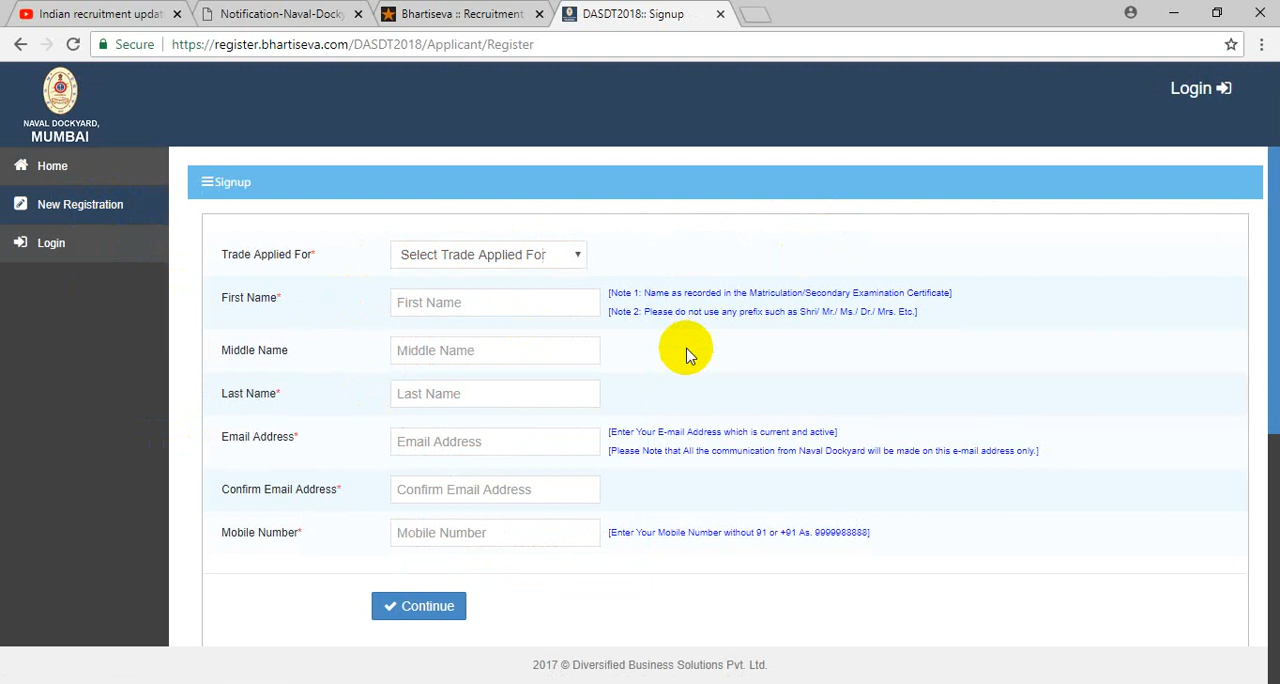 Indian recruitment updat
Notification-Naval-Docky
Bhartiseva :: Recruitment
DASDT2018:: Signup
Secure
https://register.bhartiseva.com/DASDT2018/Applicant/Register
NAVAL DOCKYARD,
MUMBAI
Login
Home
New Registration
Login
Signup
Trade Applied For*
Select Trade Applied For
First Name*
First Name
[Note 1: Name as recorded in the Matriculation/Secondary Examination Certificate]
[Note 2: Please do not use any prefix such as Shri/ Mr./ Ms./ Dr./ Mrs. Etc.]
Middle Name
Middle Name
Last Name*
Last Name
Email Address*
Email Address
[Enter Your E-mail Address which is current and active]
[Please Note that All the communication from Naval Dockyard will be made on this e-mail address only.]
Confirm Email Address*
Confirm Email Address
Mobile Number*
Mobile Number
[Enter Your Mobile Number without 91 or +91 As. 9999988888]
Continue
2017 © Diversified Business Solutions Pvt. Ltd.